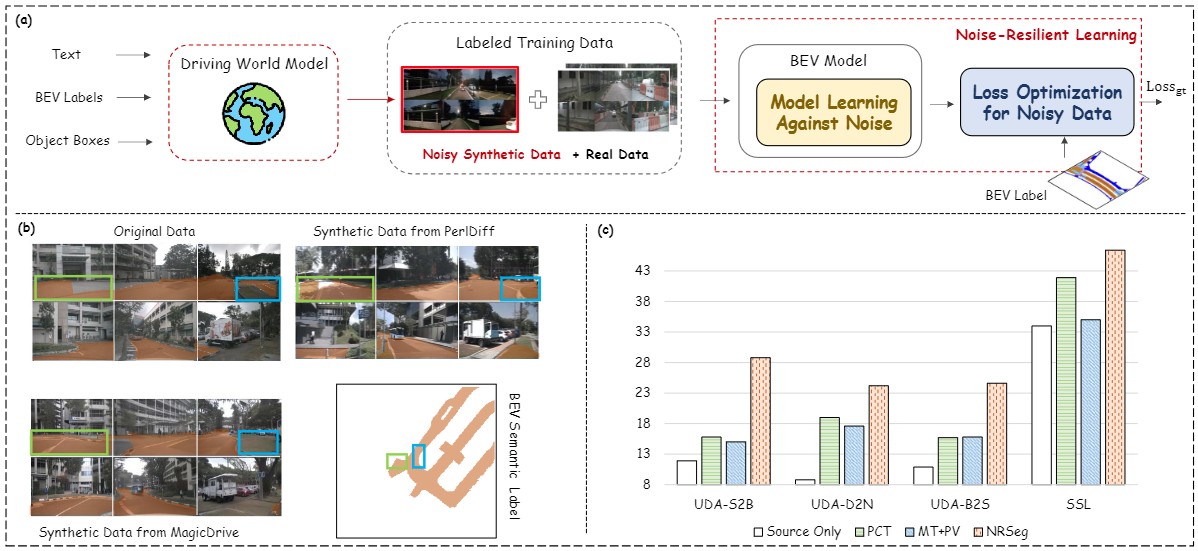 (a)
Text
BEV Labels
Object Boxes
Driving World Model
Labeled Training Data
Noisy Synthetic Data + Real Data
BEV Model
Model Learning
Against Noise
Noise-Resilient Learning
Loss Optimization
for Noisy Data
Loss_gt
BEV Label
(b)
Original Data
Synthetic Data from PerlDiff
Synthetic Data from MagicDrive
BEV Semantic Label
(c)
43
38
33
28
23
18
13
8
UDA-S2B
UDA-D2N
UDA-B2S
SSL
Source Only
PCT
MT+PV
NRSeg